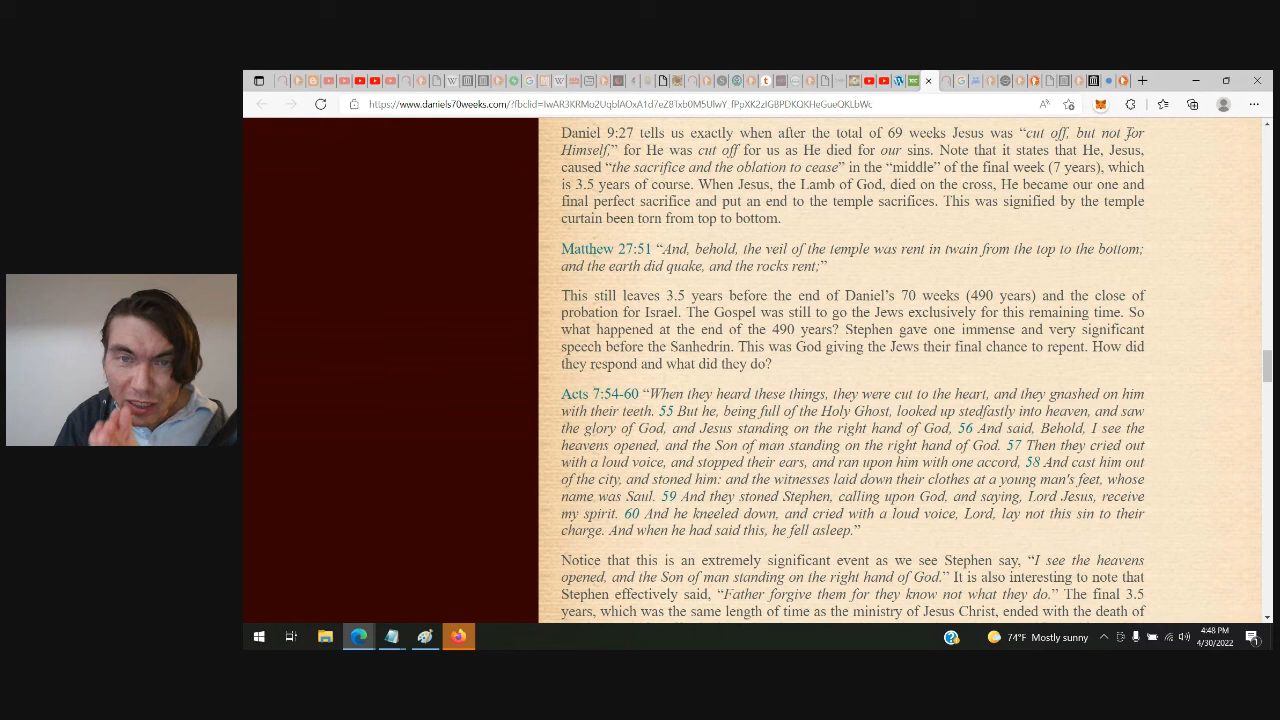 https://www.daniels70weeks.com/?fbclid=IwAR3KRMo2UqblAOxA1d7eZ8Txb0M5UlwY_fPpXK2zIGBPDKQKHeGueQKLbWc
Daniel 9:27 tells us exactly when after the total of 69 weeks Jesus was “cut off, but not for
Himself,” for He was cut off for us as He died for our sins. Note that it states that He, Jesus,
caused “the sacrifice and the oblation to cease” in the “middle” of the final week (7 years), which
is 3.5 years of course. When Jesus, the Lamb of God, died on the cross, He became our one and
final perfect sacrifice and put an end to the temple sacrifices. This was signified by the temple
curtain been torn from top to bottom.
Matthew 27:51 “And, behold, the veil of the temple was rent in twain from the top to the bottom;
and the earth did quake, and the rocks rent;”
This still leaves 3.5 years before the end of Daniel’s 70 weeks (490 years) and the close of
probation for Israel. The Gospel was still to go the Jews exclusively for this remaining time. So
what happened at the end of the 490 years? Stephen gave one immense and very significant
speech before the Sanhedrin. This was God giving the Jews their final chance to repent. How did
they respond and what did they do?
Acts 7:54-60 “When they heard these things, they were cut to the heart, and they gnashed on him
with their teeth. 55 But he, being full of the Holy Ghost, looked up stedfastly into heaven, and saw
the glory of God, and Jesus standing on the right hand of God, 56 And said, Behold, I see the
heavens opened, and the Son of man standing on the right hand of God. 57 Then they cried out
with a loud voice, and stopped their ears, and ran upon him with one accord, 58 And cast him out
of the city, and stoned him: and the witnesses laid down their clothes at a young man's feet, whose
name was Saul. 59 And they stoned Stephen, calling upon God, and saying, Lord Jesus, receive
my spirit. 60 And he kneeled down, and cried with a loud voice, Lord, lay not this sin to their
charge. And when he had said this, he fell asleep.”
Notice that this is an extremely significant event as we see Stephen say, “I see the heavens
opened, and the Son of man standing on the right hand of God.” It is also interesting to note that
Stephen effectively said, “Father forgive them for they know not what they do.” The final 3.5
years, which was the same length of time as the ministry of Jesus Christ, ended with the death of
74°F Mostly sunny
4:48 PM
4/30/2022